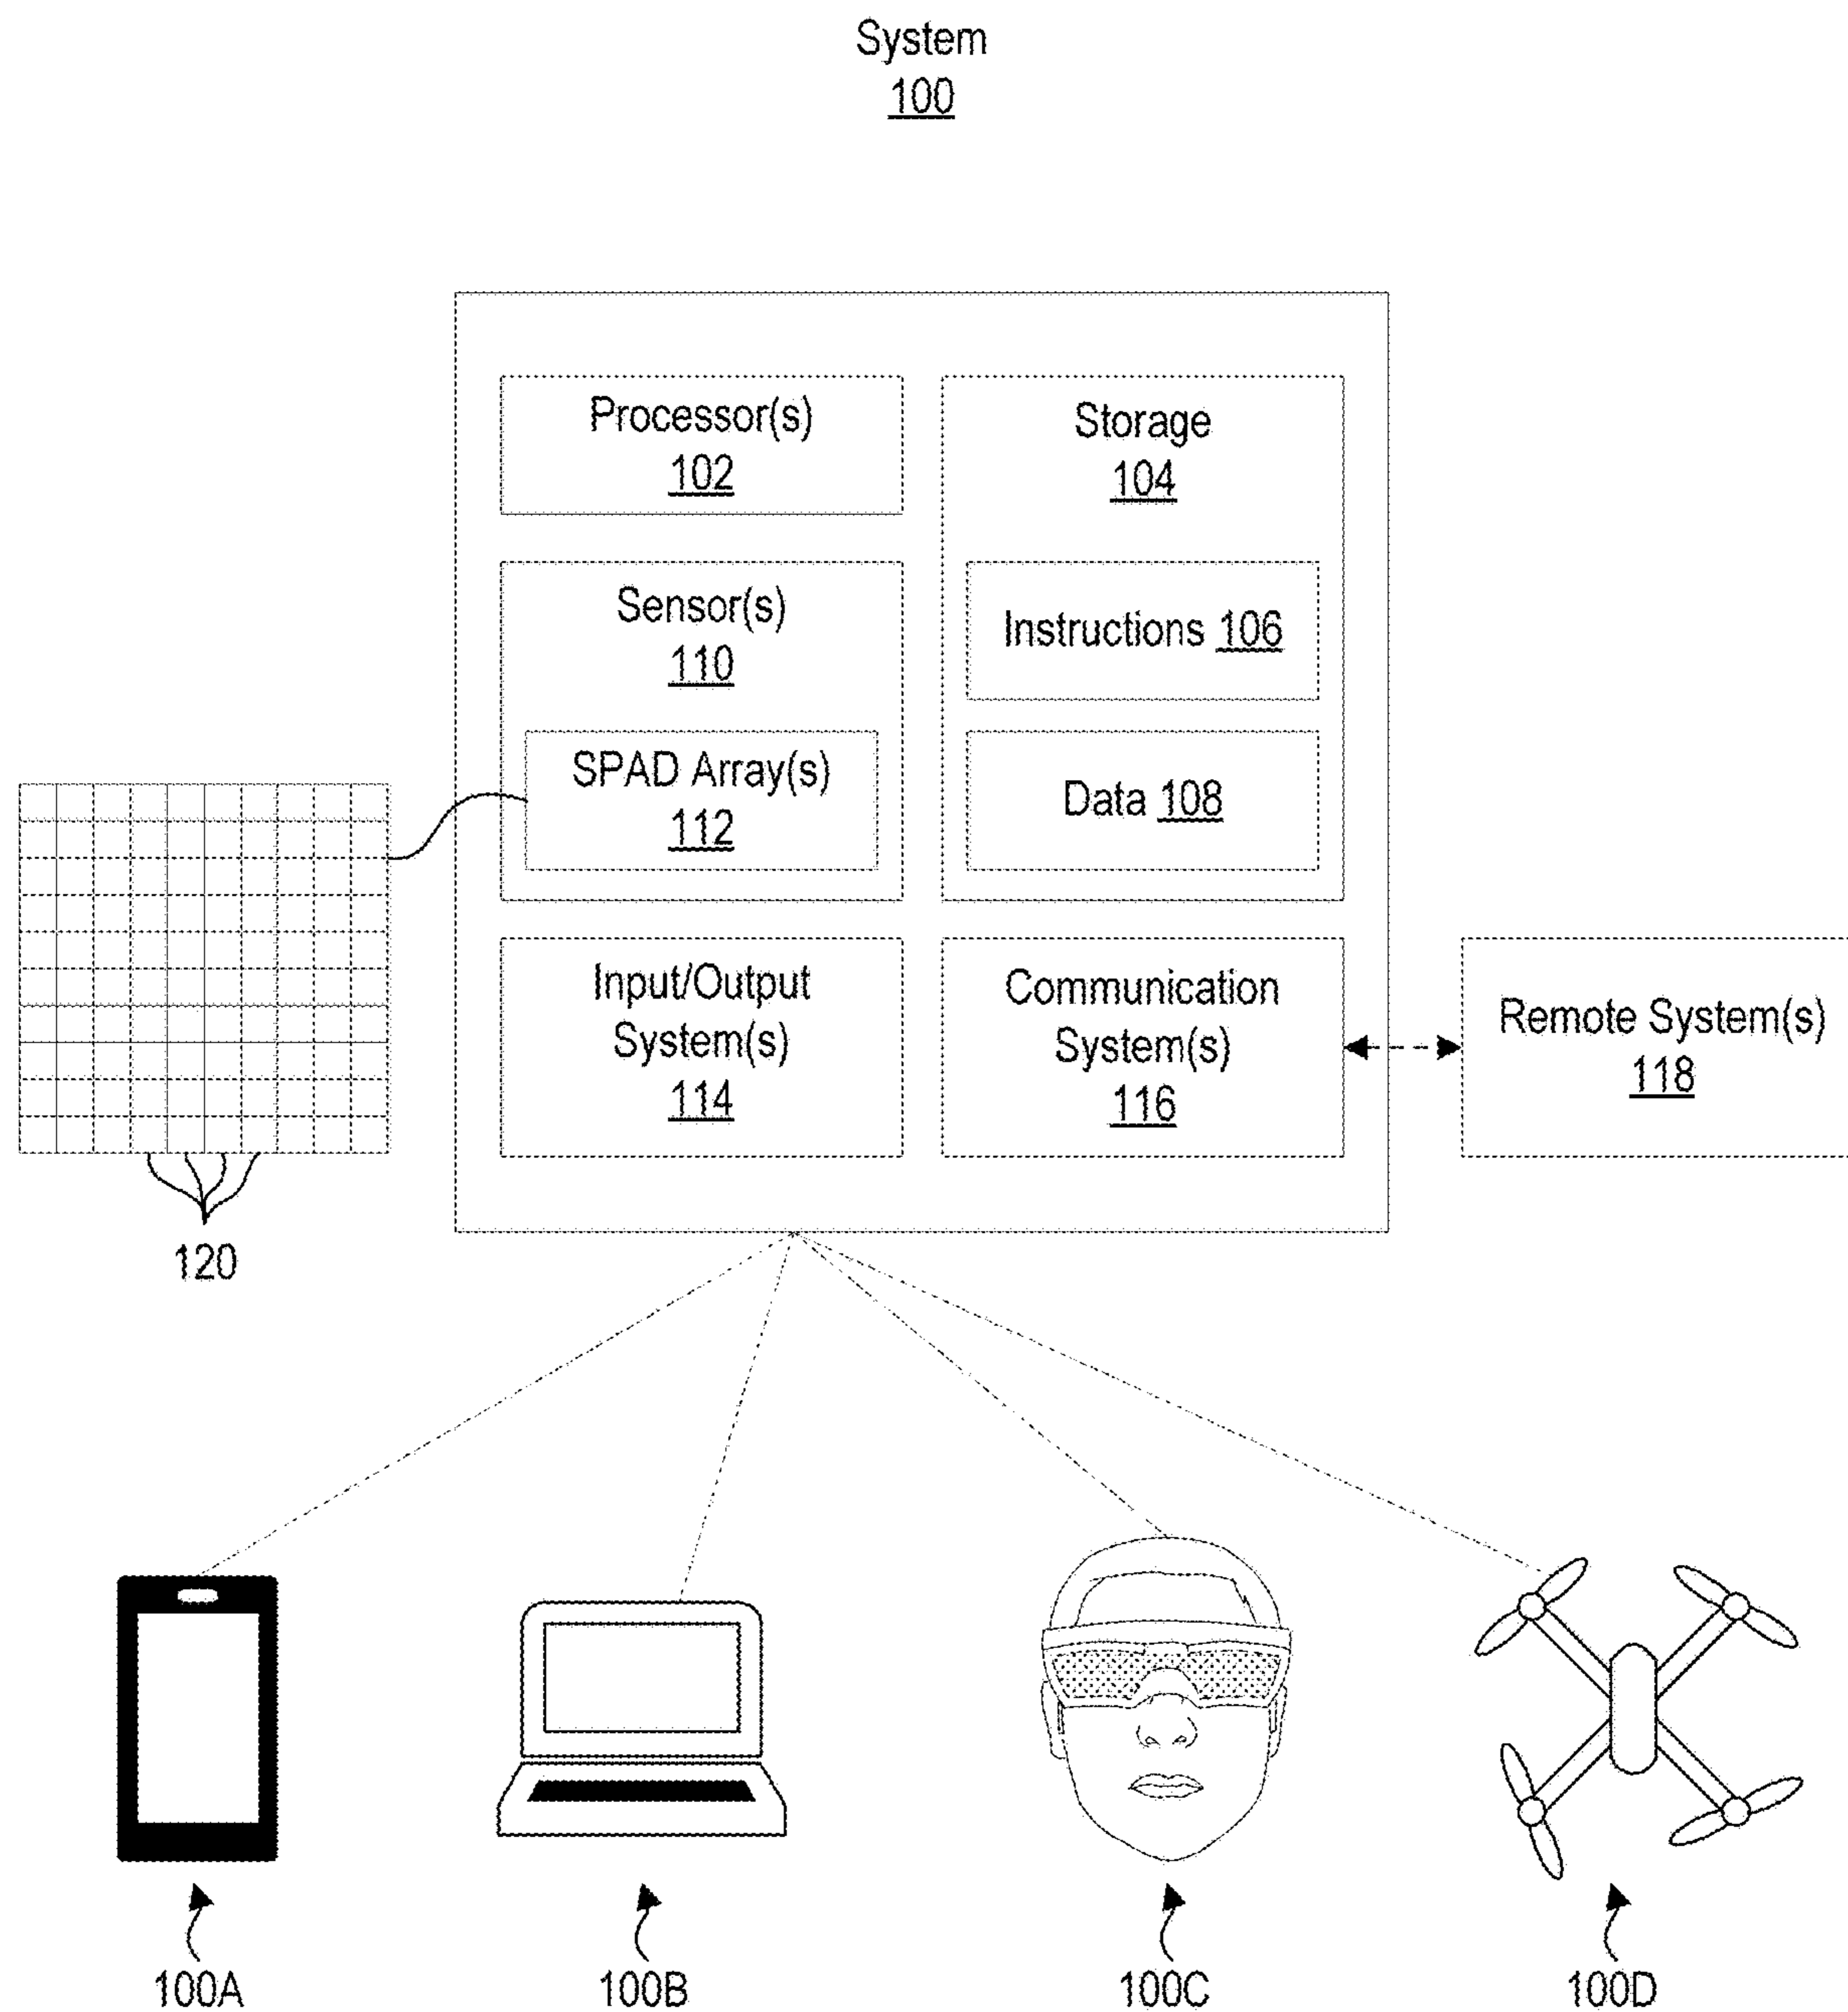 System
100
Processor(s)
102
Storage
104
Sensor(s)
110
Instructions 106
SPAD Array(s)
112
Data 108
Input/Output
System(s)
114
Communication
System(s)
116
Remote System(s)
118
120
100A
100B
100C
100D